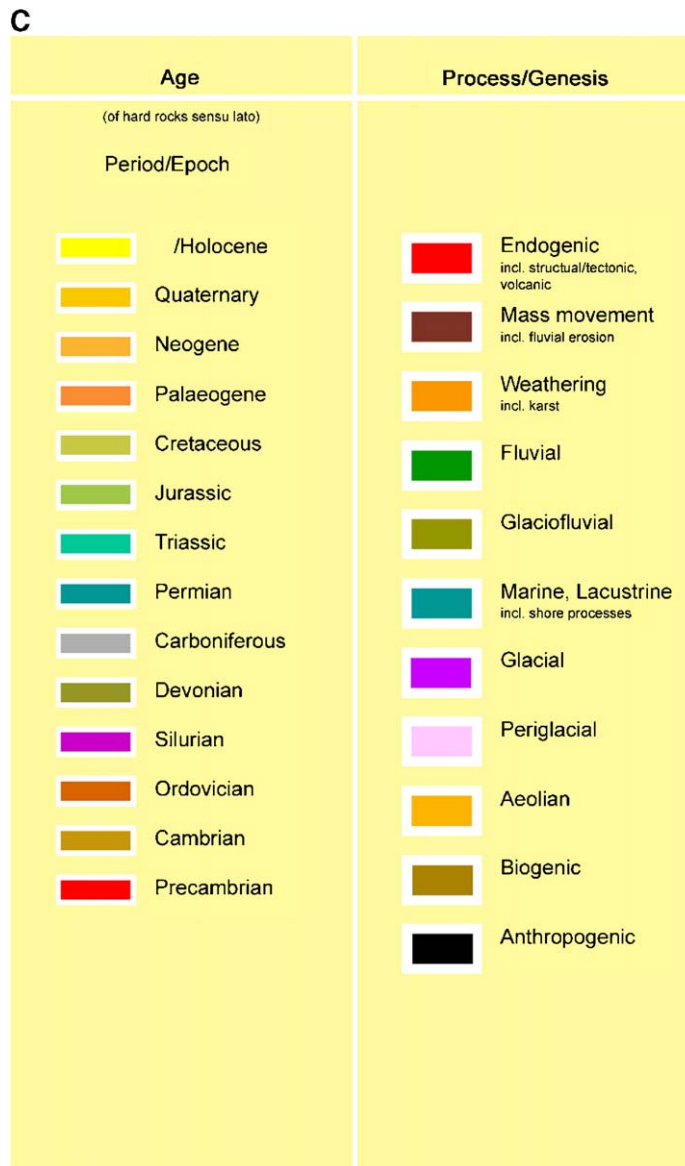 C
Age
(of hard rocks sensu lato)
Period/Epoch
/Holocene
Quaternary
Neogene
Palaeogene
Cretaceous
Jurassic
Triassic
Permian
Carboniferous
Devonian
Silurian
Ordovician
Cambrian
Precambrian
Process/Genesis
Endogenic
incl. structual/tectonic,
volcanic
Mass movement
incl. fluvial erosion
Weathering
incl. karst
Fluvial
Glaciofluvial
Marine, Lacustrine
incl. shore processes
Glacial
Periglacial
Aeolian
Biogenic
Anthropogenic